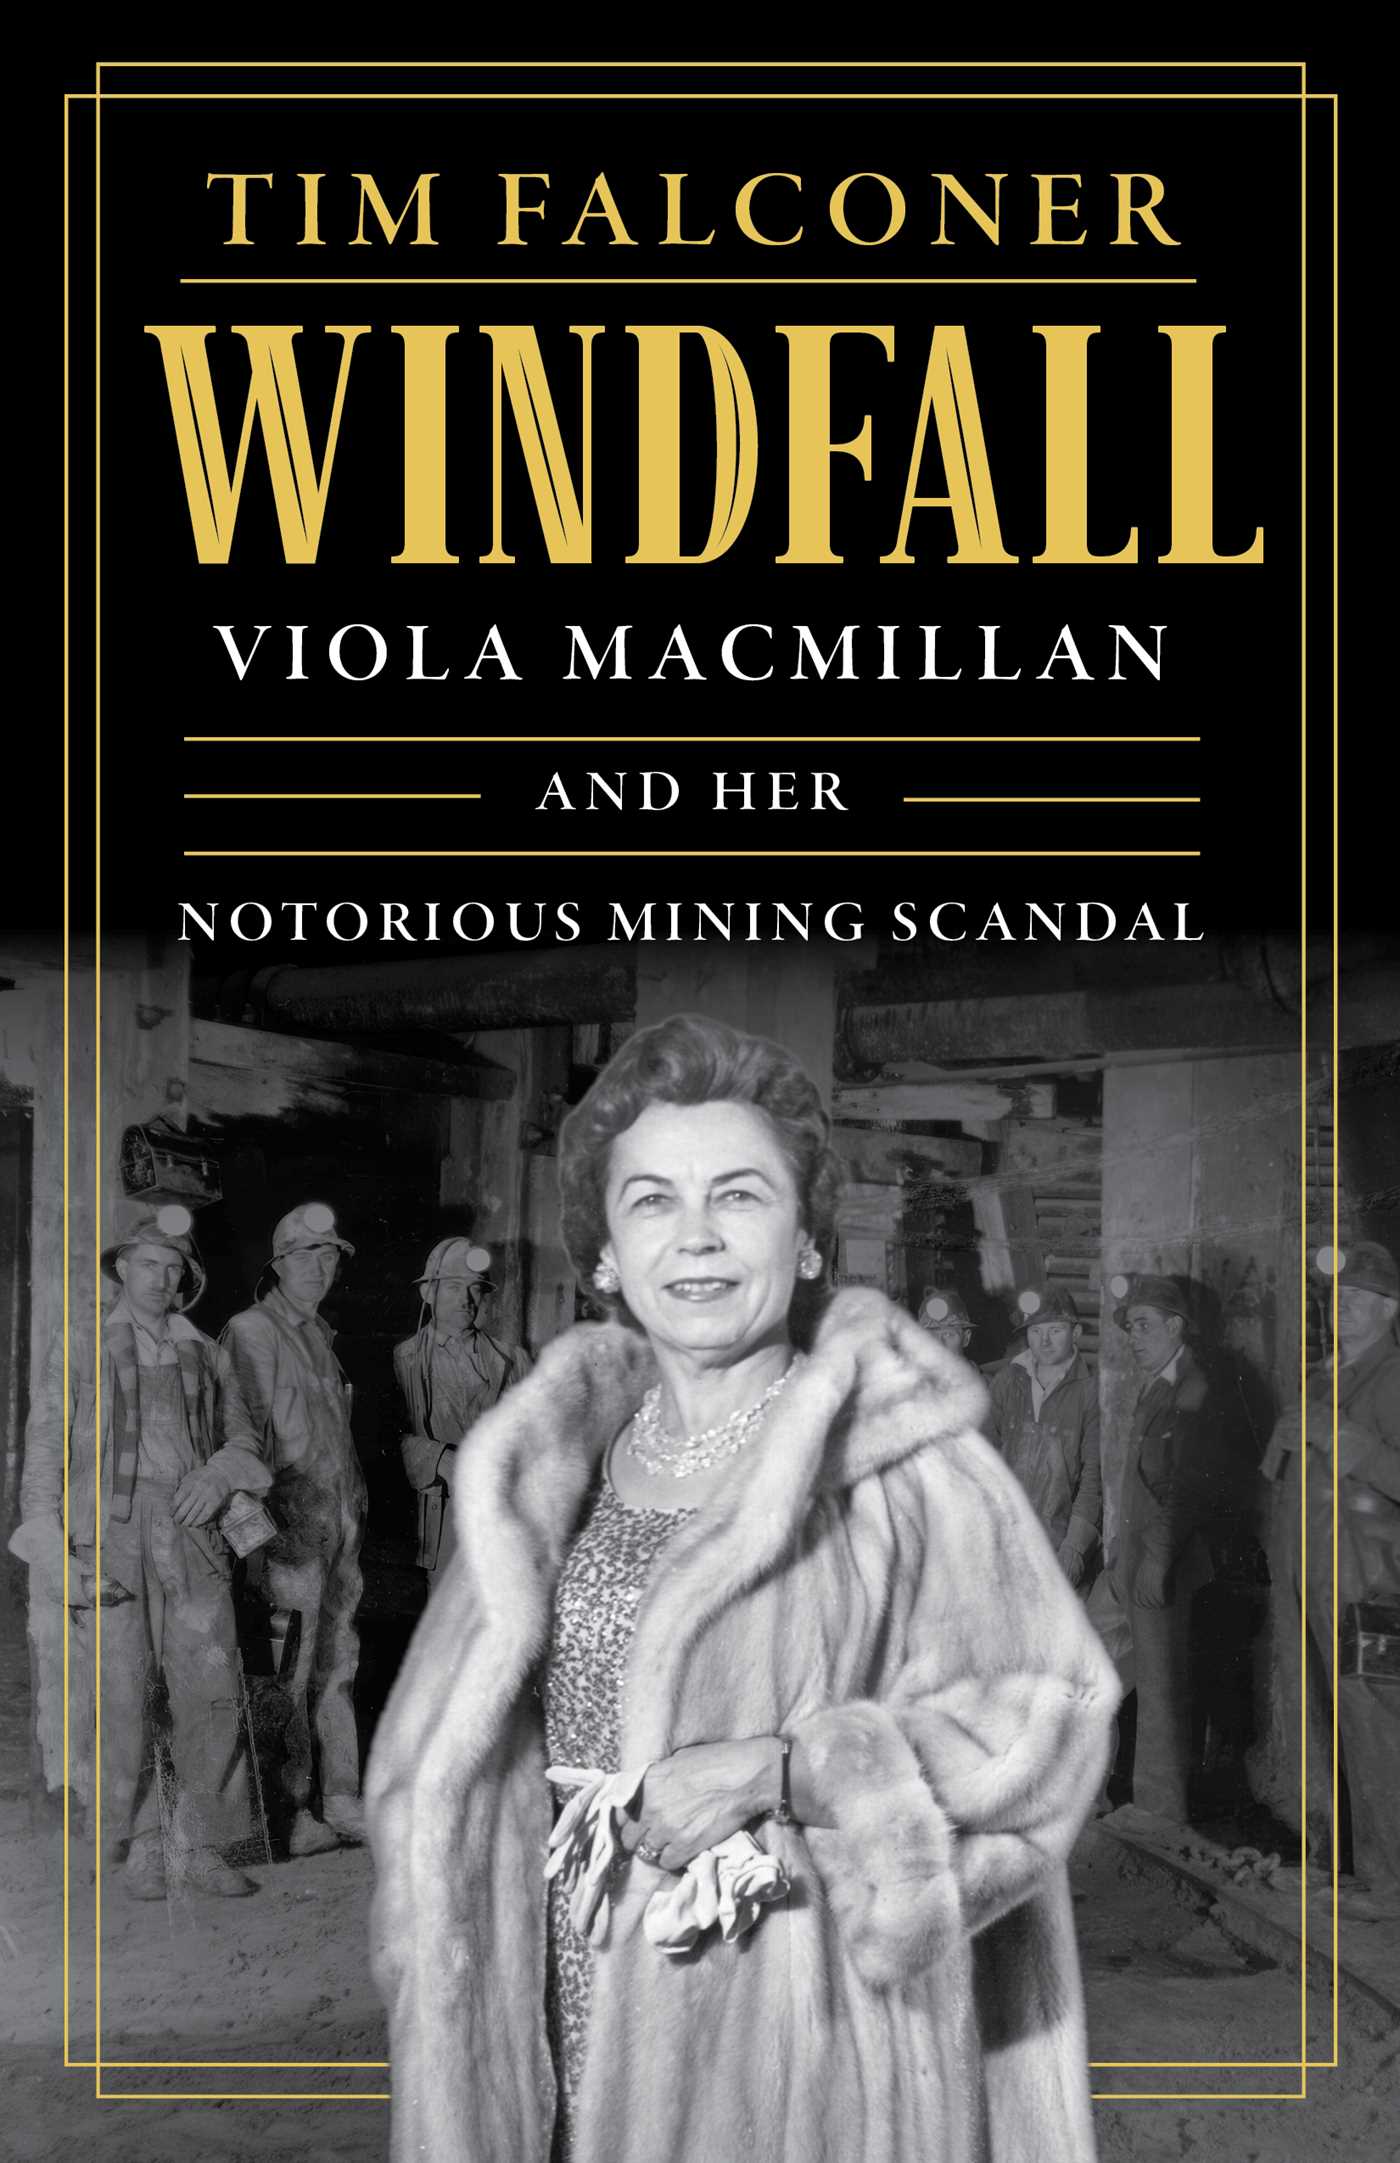 TIM FALCONER
WINDFALL
VIOLA MACMILLAN
AND HER
NOTORIOUS MINING SCANDAL